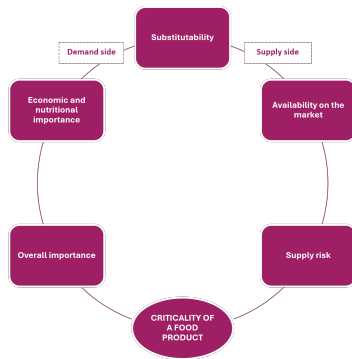 Substitutability
Demand side
Supply side
Economic and
nutritional
importance
Availability on the
market
Overall importance
Supply risk
CRITICALITY OF
A FOOD
PRODUCT